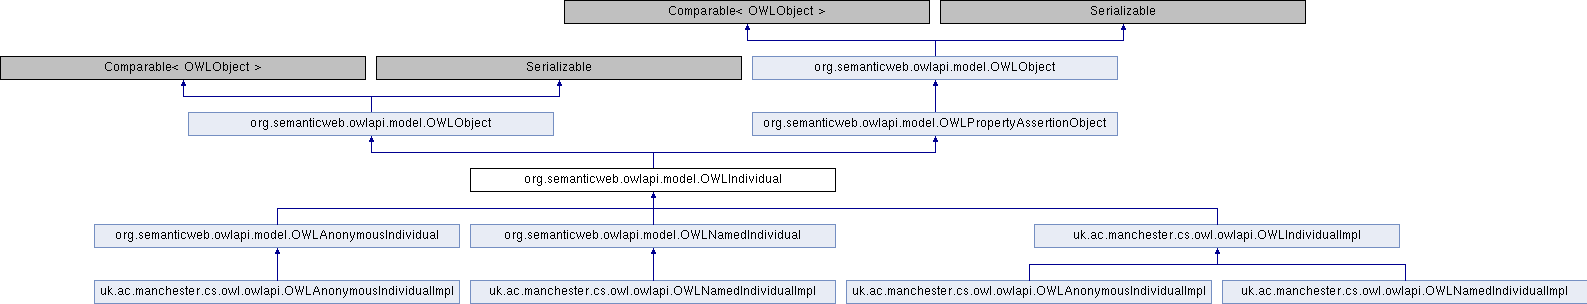 Comparable< OWLObject >
Serializable
Comparable< OWLObject >
Serializable
org.semanticweb.owlapi.model.OWLObject
org.semanticweb.owlapi.model.OWLObject
org.semanticweb.owlapi.model.OWLPropertyAssertionObject
org.semanticweb.owlapi.model.OWLIndividual
org.semanticweb.owlapi.model.OWLAnonymousIndividual
org.semanticweb.owlapi.model.OWLNamedIndividual
uk.ac.manchester.cs.owl.owlapi.OWLIndividualImpl
uk.ac.manchester.cs.owl.owlapi.OWLAnonymousIndividualImpl
uk.ac.manchester.cs.owl.owlapi.OWLNamedIndividualImpl
uk.ac.manchester.cs.owl.owlapi.OWLAnonymousIndividualImpl
uk.ac.manchester.cs.owl.owlapi.OWLNamedIndividualImpl